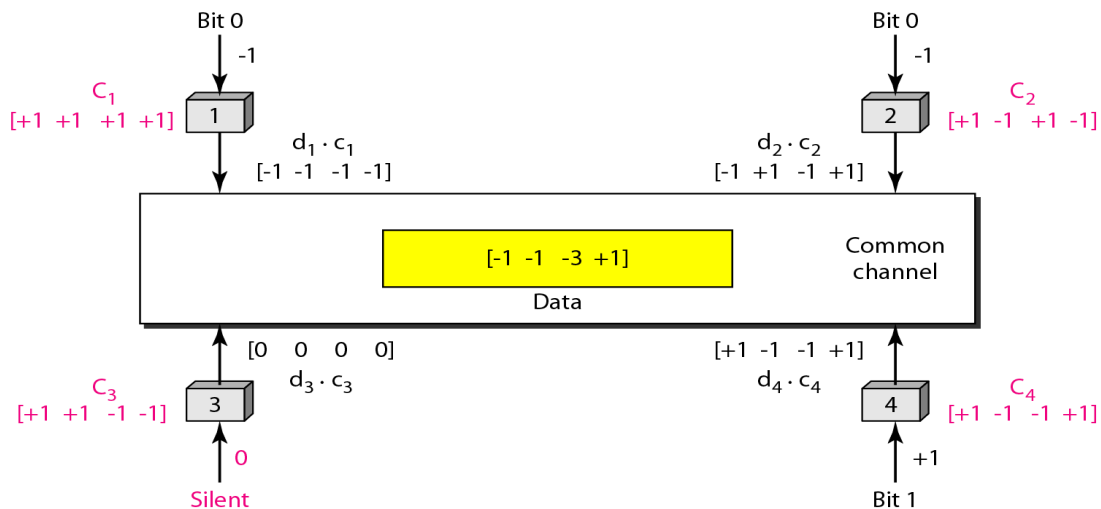 Bit 0
Bit 0
-1
-1
C1
[+1 +1 +1 +1]
1
2
C2
[+1 -1 +1 -1]
d1 · c1
[-1 -1 -1 -1]
d2 · c2
[-1 +1 -1 +1]
[-1 -1 -3 +1]
Data
Common
channel
[0 0 0 0]
d3 · c3
[+1 -1 -1 +1]
d4 · c4
C3
[+1 +1 -1 -1]
3
4
C4
[+1 -1 -1 +1]
0
Silent
+1
Bit 1